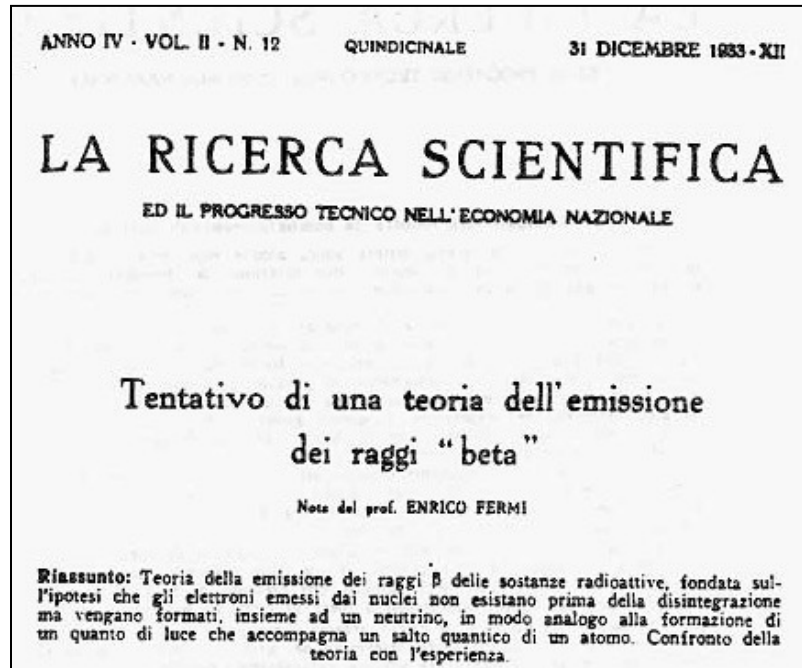 ANNO IV - VOL. II - N. 12 QUINDICINALE 31 DICEMBRE 1933 - XII
LA RICERCA SCIENTIFICA
ED IL PROGRESSO TECNICO NELL'ECONOMIA NAZIONALE
Tentativo di una teoria dell'emissione
dei raggi “beta”
Nota del prof. ENRICO FERMI
Riassunto: Teoria della emissione dei raggi β delle sostanze radioattive, fondata sul-
l'ipotesi che gli elettroni emessi dai nuclei non esistano prima della disintegrazione
ma vengano formati, insieme ad un neutrino, in modo analogo alla formazione di
un quanto di luce che accompagna un salto quantico di un atomo. Confronto della
teoria con l'esperienza.